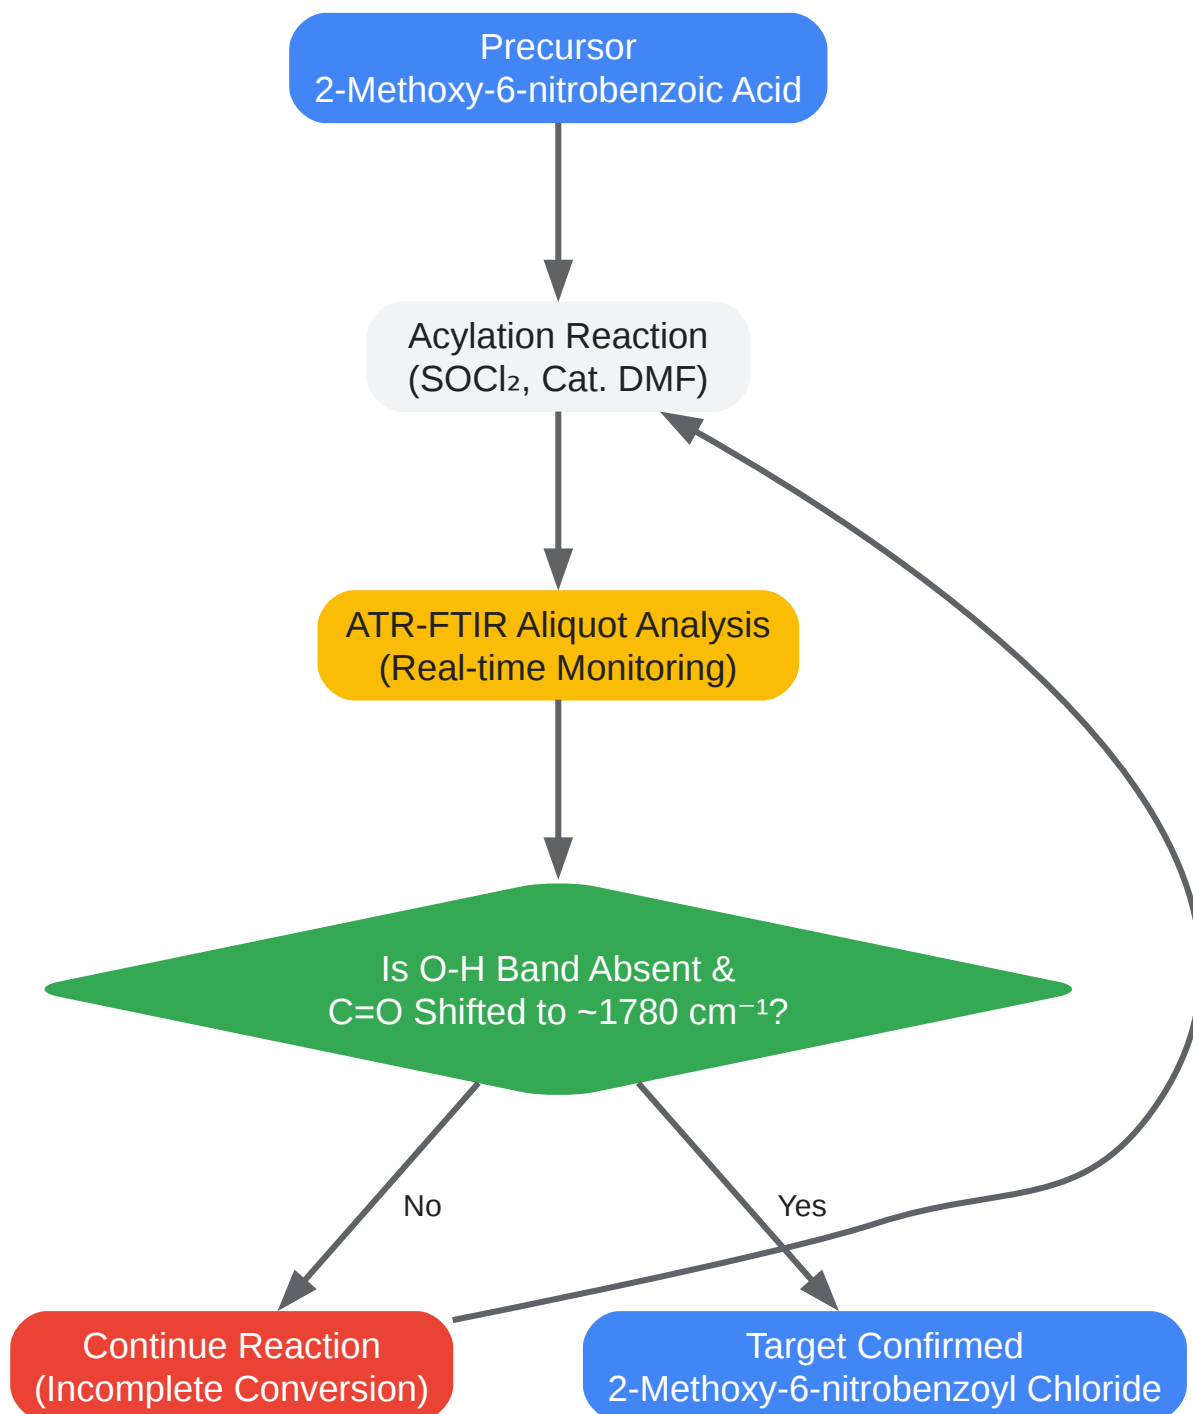 Precursor
2-Methoxy-6-nitrobenzoic Acid
Acylation Reaction
(SOCl₂, Cat. DMF)
ATR-FTIR Aliquot Analysis
(Real-time Monitoring)
Is O-H Band Absent &
C=O Shifted to ~1780 cm⁻¹?
No
Yes
Continue Reaction
(Incomplete Conversion)
Target Confirmed
2-Methoxy-6-nitrobenzoyl Chloride